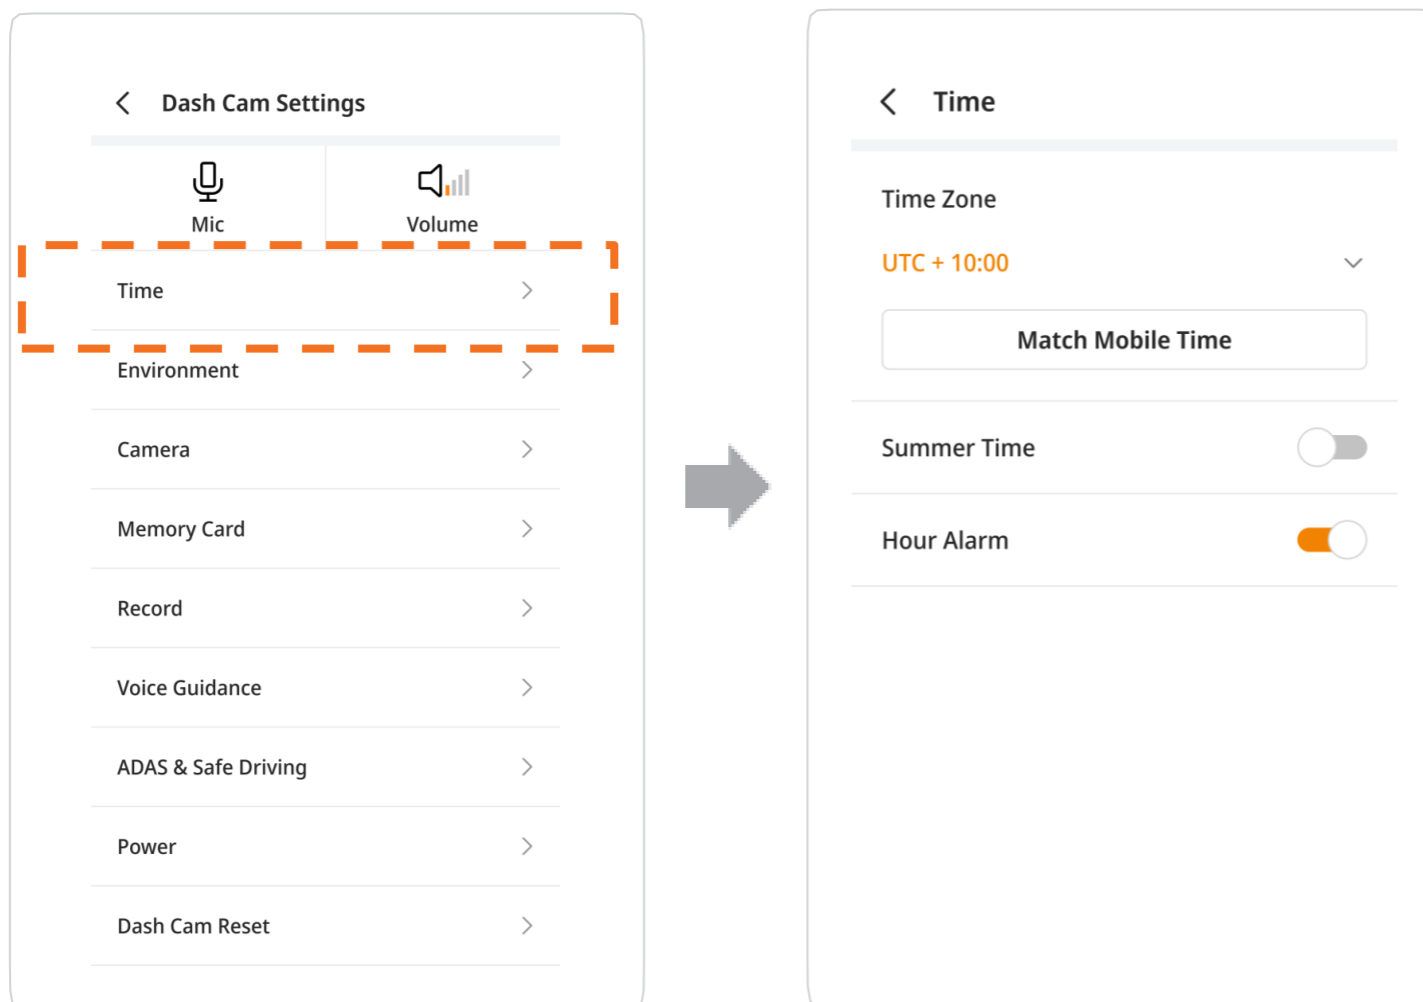 Dash Cam Settings
Mic
Volume
Time
Environment
Camera
Memory Card
Record
Voice Guidance
ADAS & Safe Driving
Power
Dash Cam Reset
Time
Time Zone
UTC + 10:00
Match Mobile Time
Summer Time
Hour Alarm